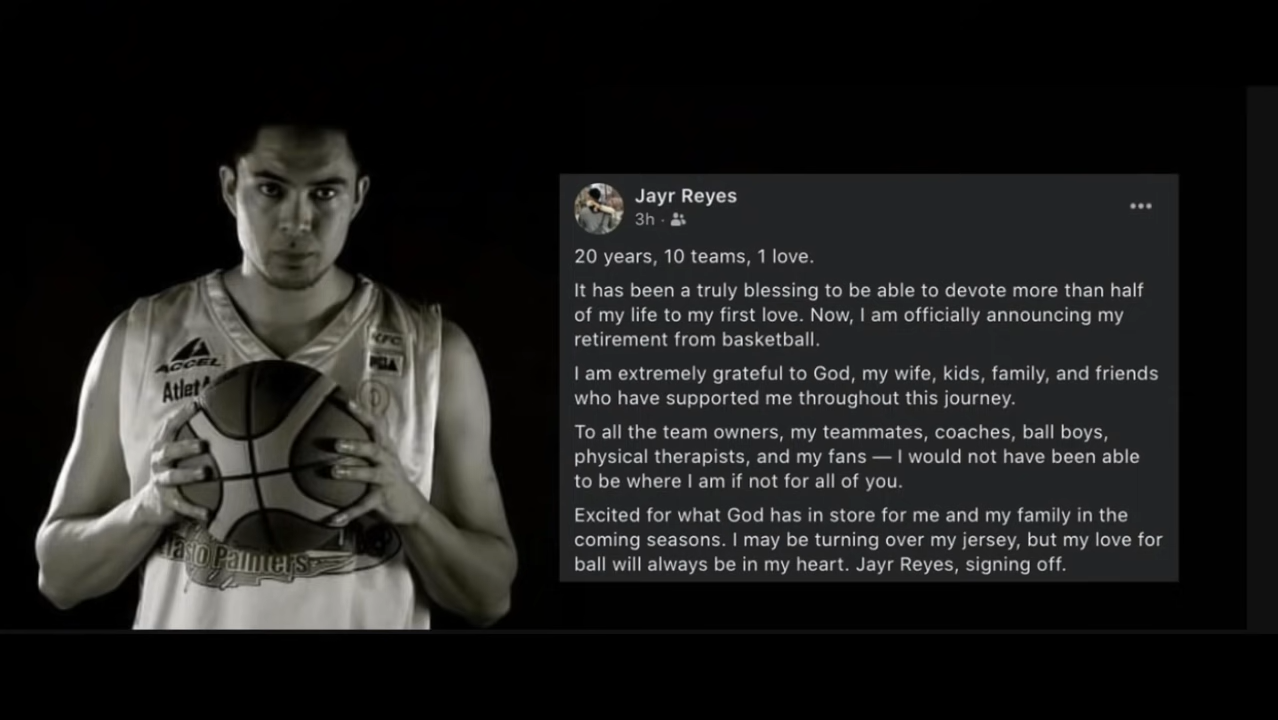 ACCEL
KFC
PBA
Painters
Jayr Reyes
3h ·
20 years, 10 teams, 1 love.
It has been a truly blessing to be able to devote more than half
of my life to my first love. Now, I am officially announcing my
retirement from basketball.
I am extremely grateful to God, my wife, kids, family, and friends
who have supported me throughout this journey.
To all the team owners, my teammates, coaches, ball boys,
physical therapists, and my fans — I would not have been able
to be where I am if not for all of you.
Excited for what God has in store for me and my family in the
coming seasons. I may be turning over my jersey, but my love for
ball will always be in my heart. Jayr Reyes, signing off.